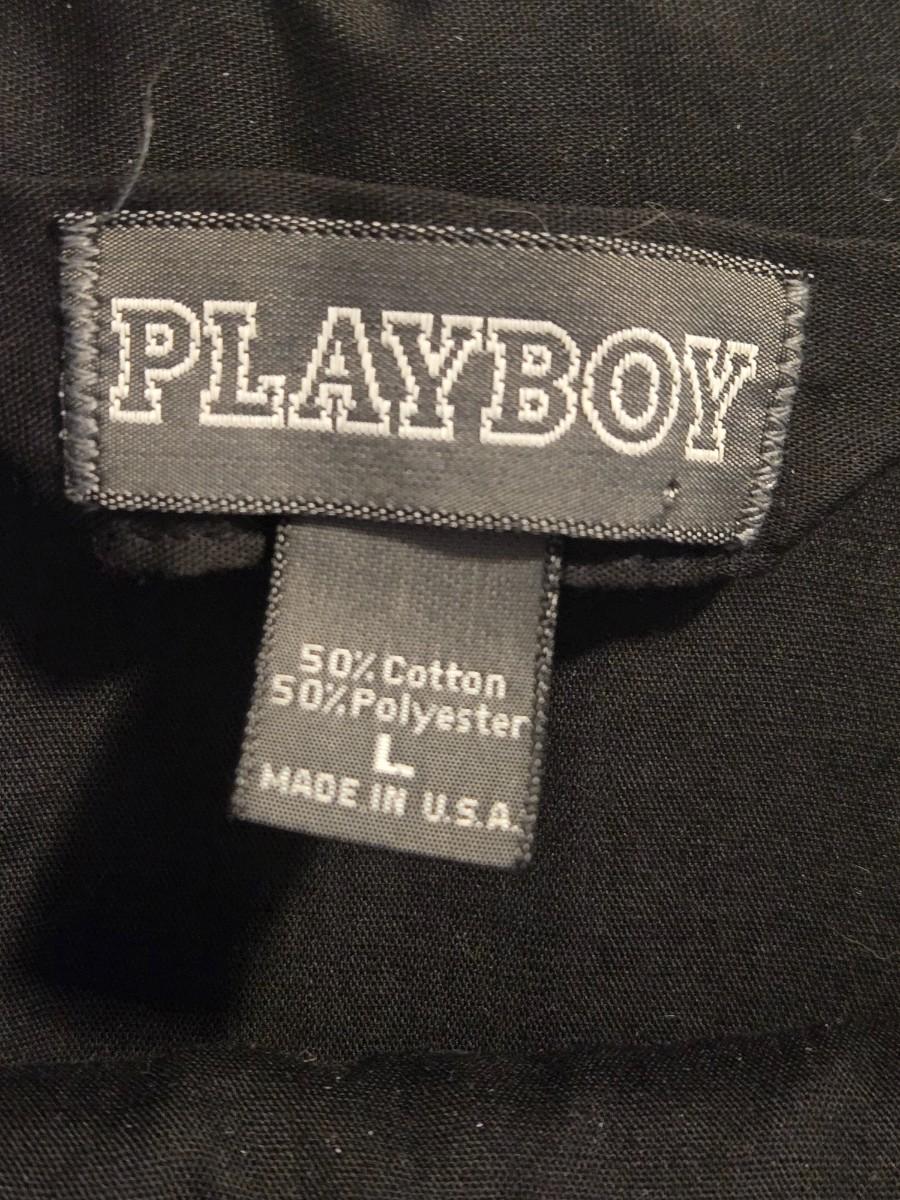 PLAYBOY
50% Cotton
50% Polyester
L
MADE IN U.S.A.